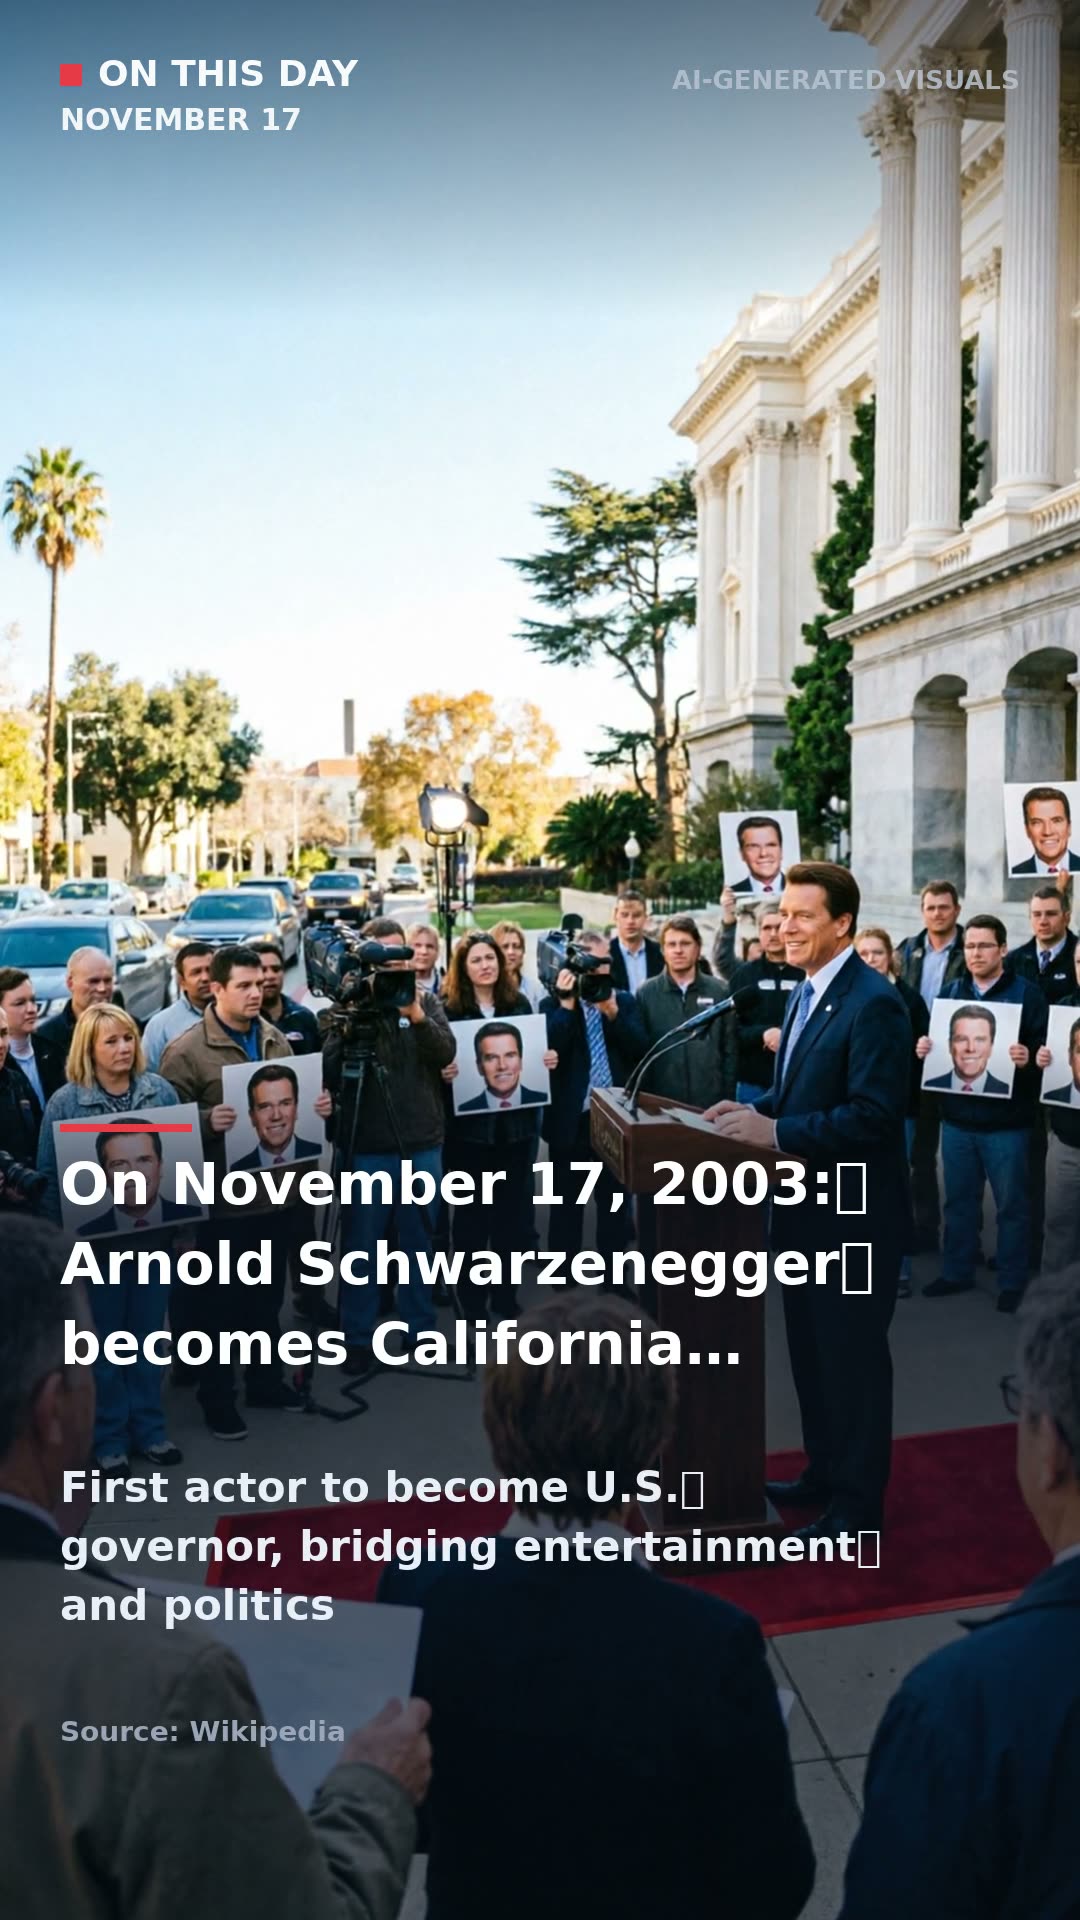 ON THIS DAY
AI-GENERATED VISUALS
NOVEMBER 17
On November 17, 2003:▯
Arnold Schwarzenegger▯
becomes California…
First actor to become U.S.▯
governor, bridging entertainment▯
and politics
Source: Wikipedia